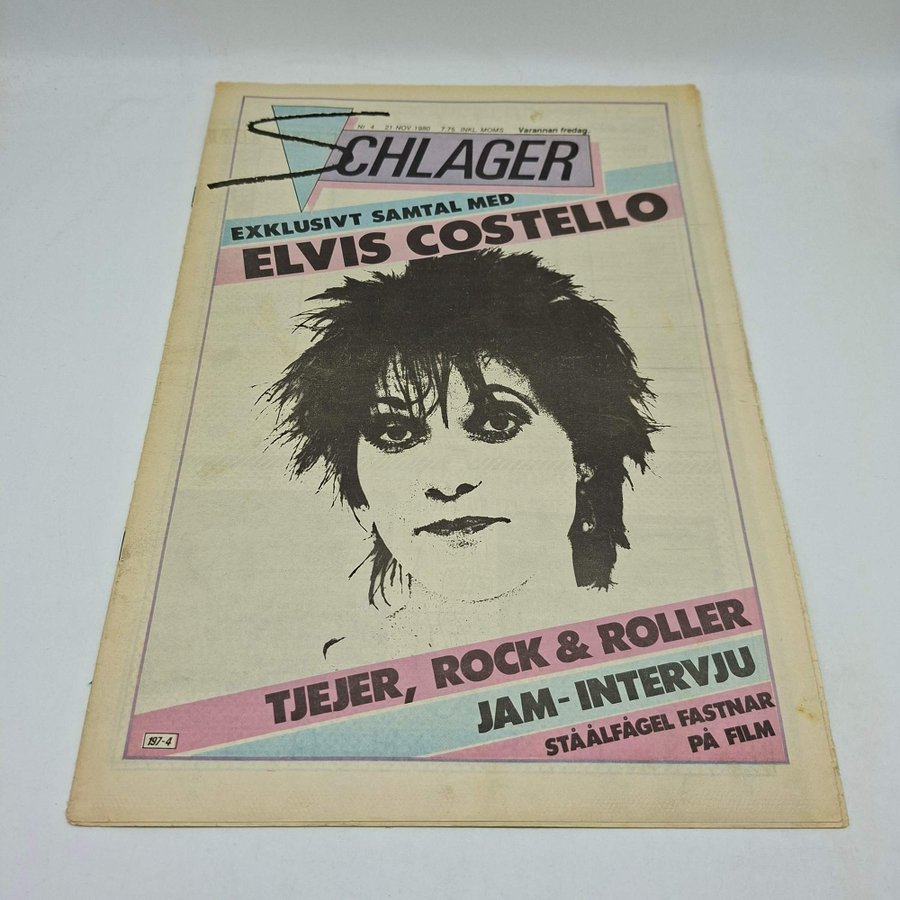 Nr 4 21 NOV 1980 7.75 INKL. MOMS Varannan fredag.
SCHLAGER
EXKLUSIVT SAMTAL MED
ELVIS COSTELLO
TJEJER, ROCK & ROLLER
JAM-INTERVJU
STÅÅLFÅGEL FASTNAR
PÅ FILM
197-4